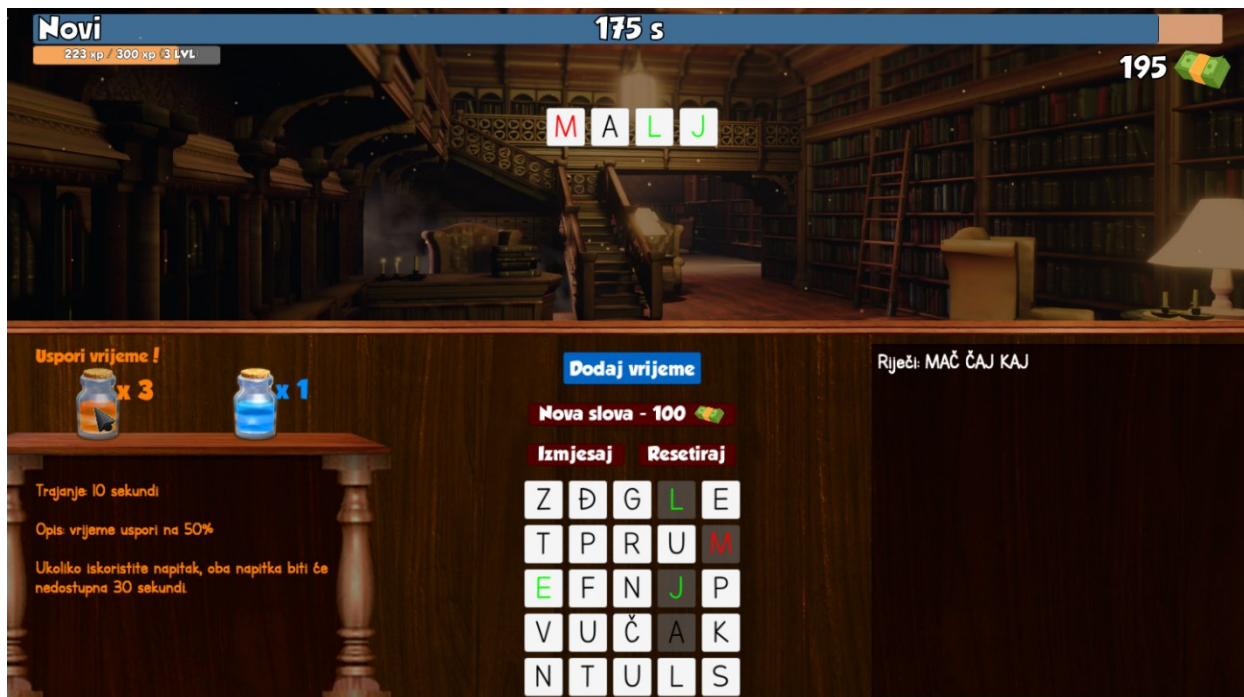 Novi
175 s
223 xp / 300 xp (3 LVL)
195
M A L J
Uspori vrijeme !
x 3
x 1
Dodaj vrijeme
Riječi: MAČ ČAJ KAJ
Nova slova - 100
Izmjesaj Resetiraj
Trajanje: 10 sekundi
Opis: vrijeme uspori na 50%
Ukoliko iskoristite napitak, oba napitka biti će
nedostupna 30 sekundi.
Z Đ G L E
T P R U M
E F N J P
V U Č A K
N T U L S